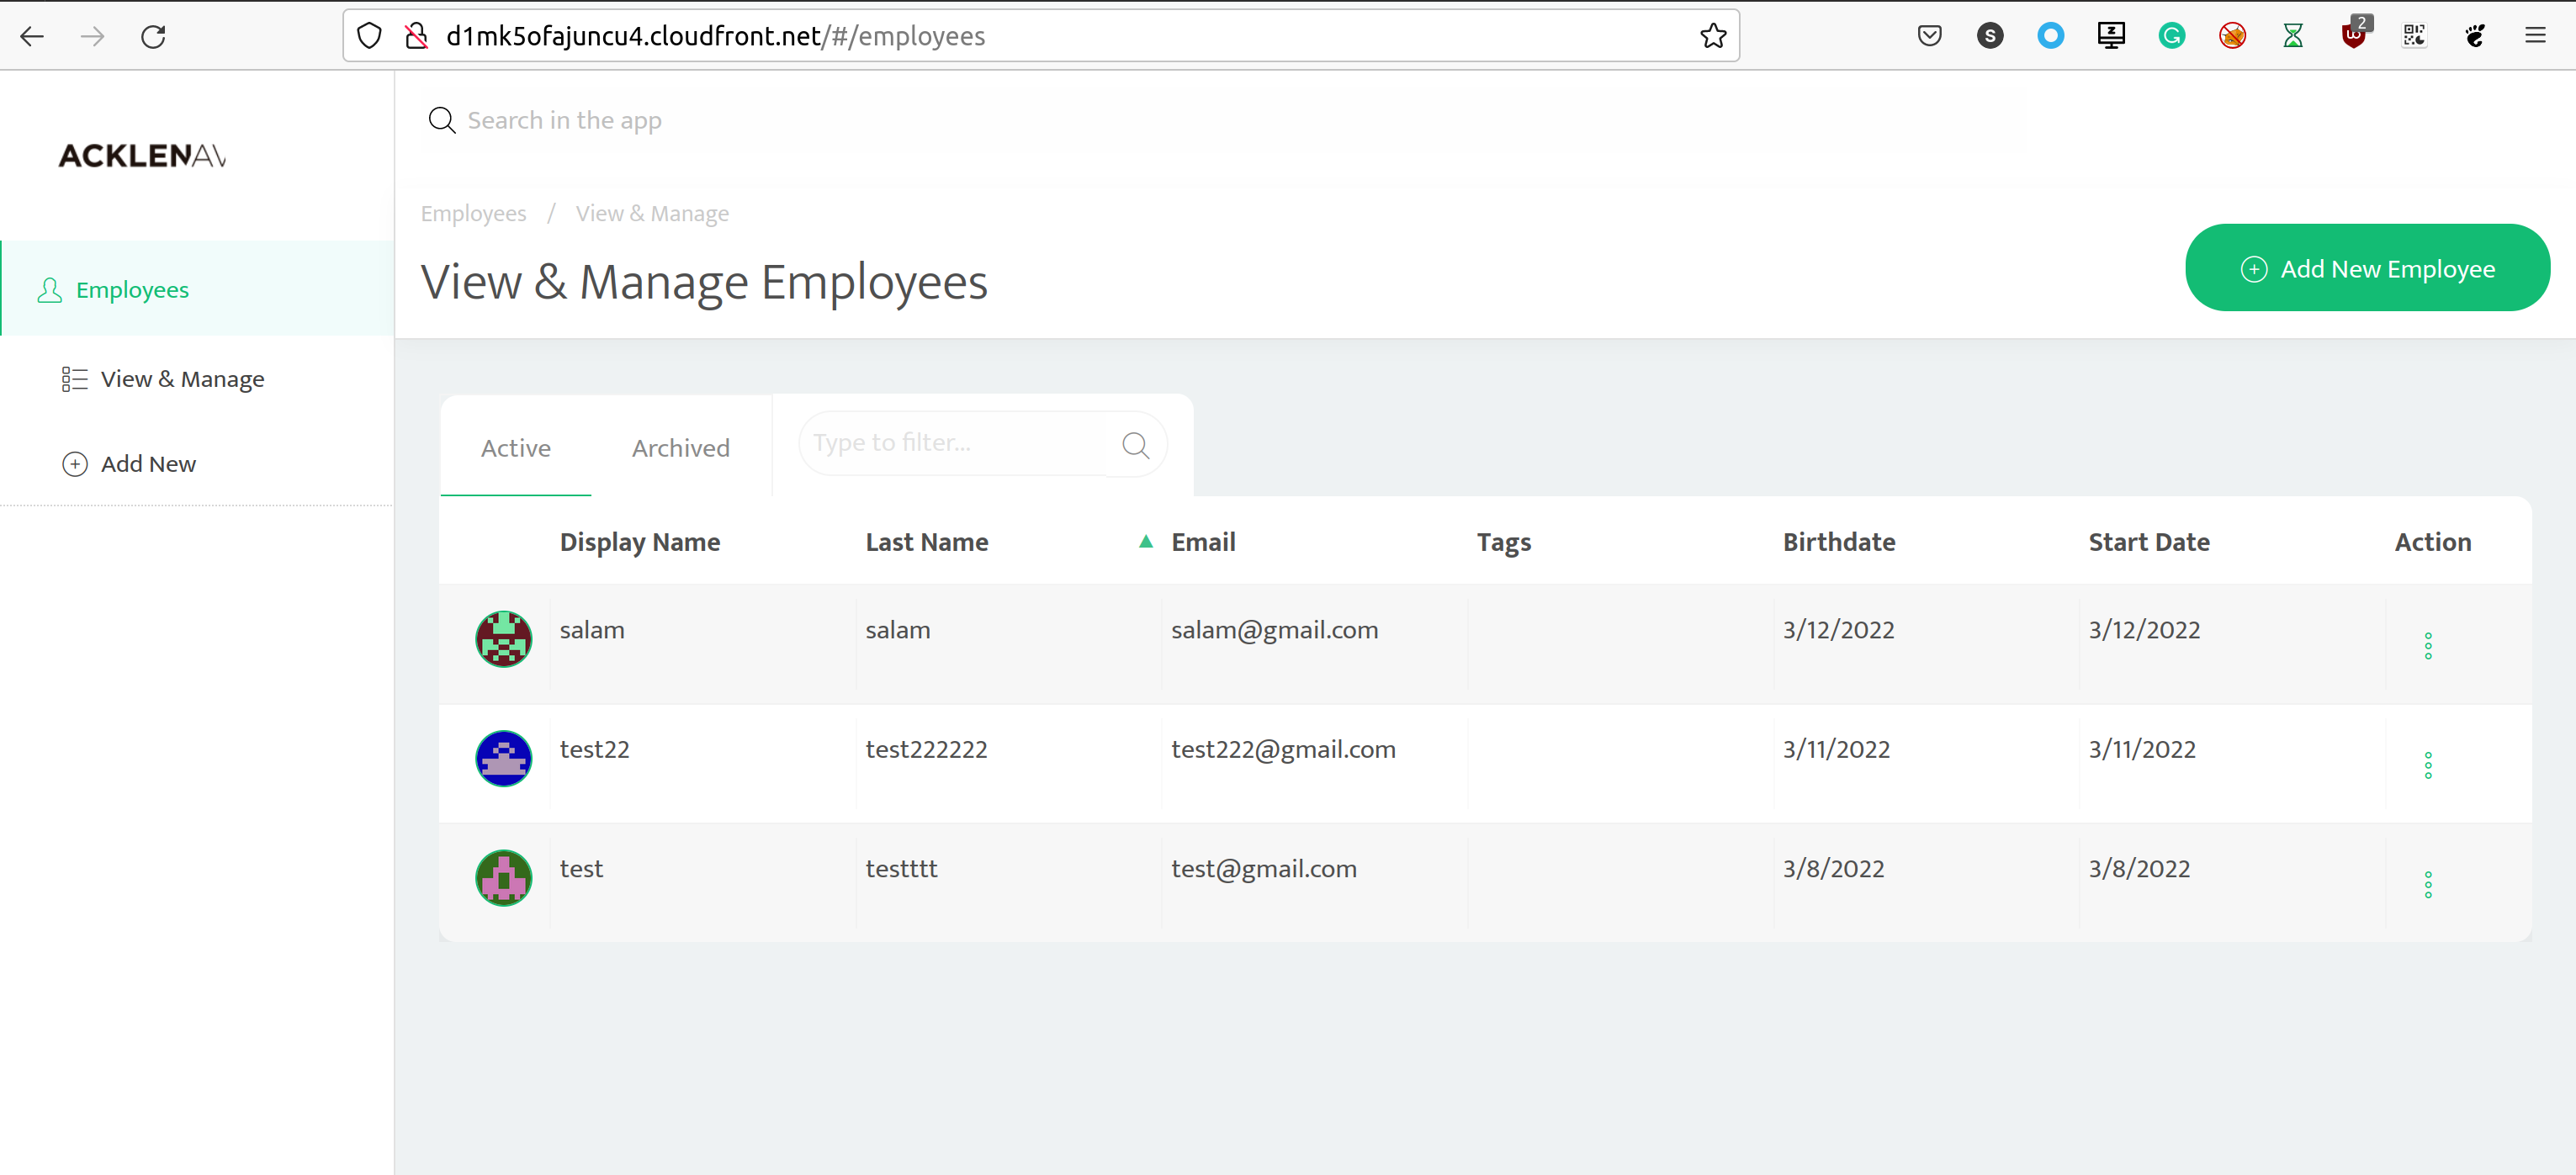 d1mk5ofajuncu4.cloudfront.net/#/employees
S
2
Search in the app
ACKLENAV
Employees / View & Manage
View & Manage Employees
Add New Employee
Employees
View & Manage
Add New
Active Archived Type to filter...
Display Name Last Name Email Tags Birthdate Start Date Action
salam salam salam@gmail.com 3/12/2022 3/12/2022
test22 test222222 test222@gmail.com 3/11/2022 3/11/2022
test testttt test@gmail.com 3/8/2022 3/8/2022